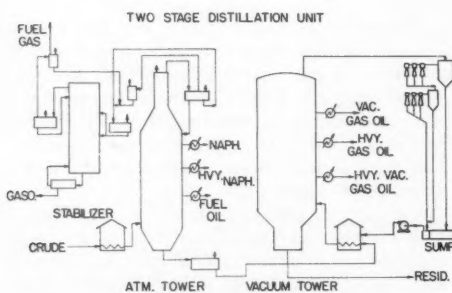 TWO STAGE DISTILLATION UNIT
FUEL
GAS
GASO.
STABILIZER
CRUDE
NAPH.
HVY.
NAPH.
FUEL
OIL
ATM. TOWER
VAC.
GAS OIL
HVY.
GAS OIL
HVY. VAC.
GAS OIL
VACUUM TOWER
SUMP
RESID.